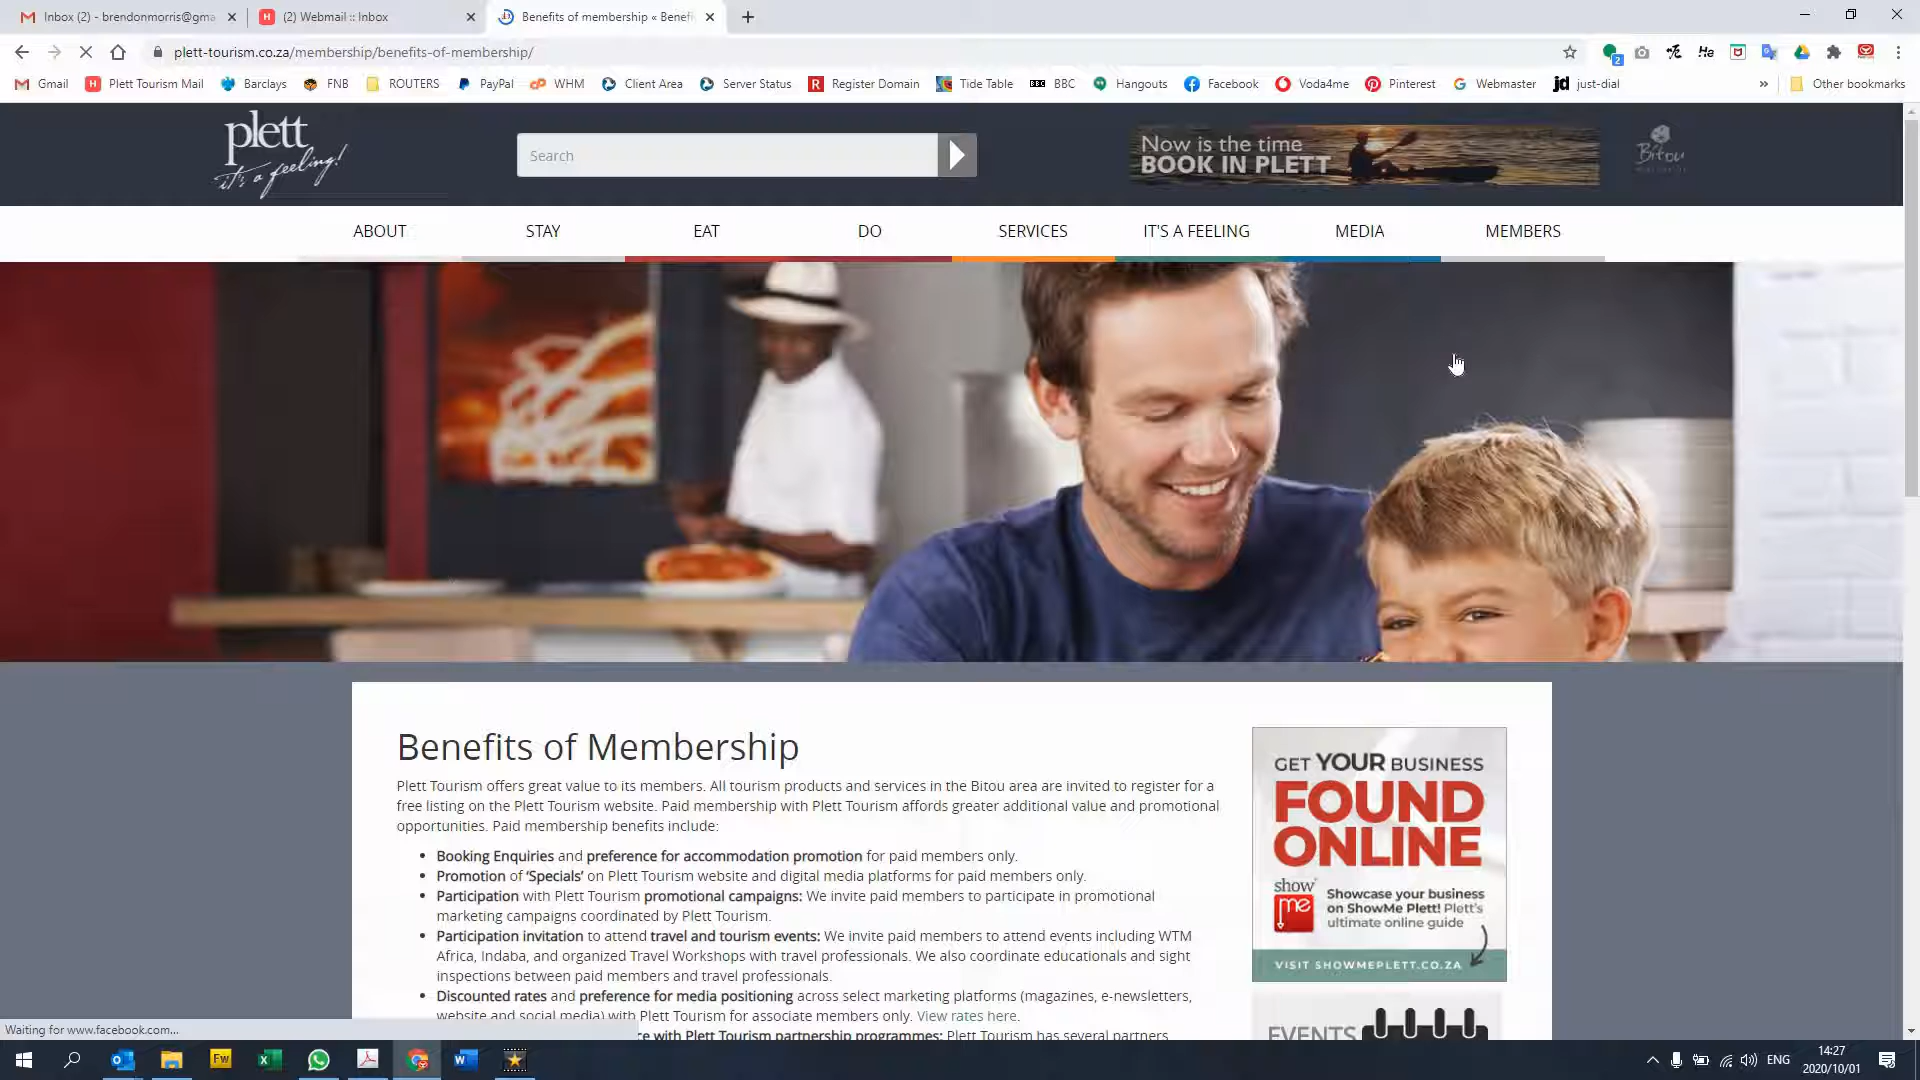 Inbox (2) - brendonmorris@gma
(2) Webmail :: Inbox
Benefits of membership « Benefi
plett-tourism.co.za/membership/benefits-of-membership/
Gmail
Plett Tourism Mail
Barclays
FNB
ROUTERS
PayPal
WHM
Client Area
Server Status
Register Domain
Tide Table
BBC
Hangouts
Facebook
Voda4me
Pinterest
Webmaster
just-dial
Other bookmarks
plett
it's a feeling!
Search
Now is the time
BOOK IN PLETT
Bitou
ABOUT
STAY
EAT
DO
SERVICES
IT'S A FEELING
MEDIA
MEMBERS
Benefits of Membership
Plett Tourism offers great value to its members. All tourism products and services in the Bitou area are invited to register for a
free listing on the Plett Tourism website. Paid membership with Plett Tourism affords greater additional value and promotional
opportunities. Paid membership benefits include:
• Booking Enquiries and preference for accommodation promotion for paid members only.
• Promotion of ‘Specials’ on Plett Tourism website and digital media platforms for paid members only.
• Participation with Plett Tourism promotional campaigns: We invite paid members to participate in promotional
marketing campaigns coordinated by Plett Tourism.
• Participation invitation to attend travel and tourism events: We invite paid members to attend events including WTM
Africa, Indaba, and organized Travel Workshops with travel professionals. We also coordinate educationals and sight
inspections between paid members and travel professionals.
• Discounted rates and preference for media positioning across select marketing platforms (magazines, e-newsletters,
website and social media) with Plett Tourism for associate members only. View rates here.
ce with Plett Tourism partnership programmes: Plett Tourism has several partners
GET YOUR BUSINESS
FOUND
ONLINE
show
me
Showcase your business
on ShowMe Plett! Plett's
ultimate online guide
VISIT SHOWMEPLETT.CO.ZA
EVENTS
Waiting for www.facebook.com...
ENG
14:27
2020/10/01